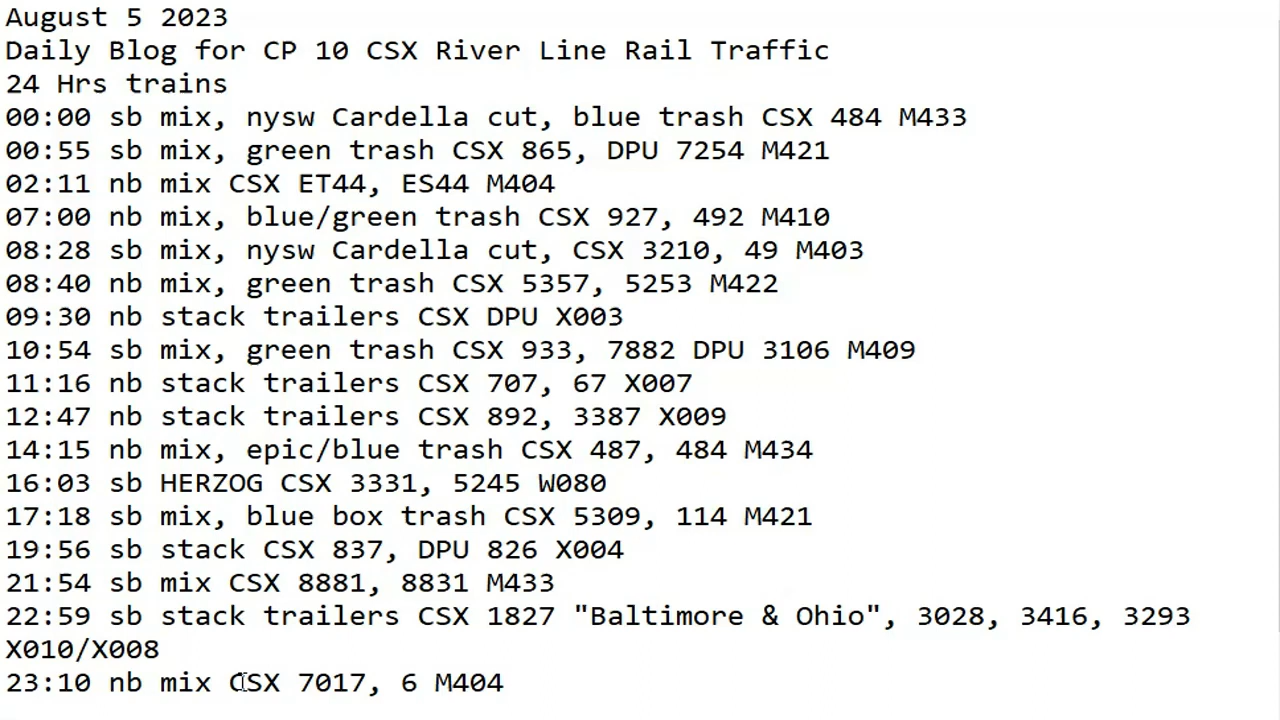 August 5 2023
Daily Blog for CP 10 CSX River Line Rail Traffic
24 Hrs trains
00:00 sb mix, nysw Cardella cut, blue trash CSX 484 M433
00:55 sb mix, green trash CSX 865, DPU 7254 M421
02:11 nb mix CSX ET44, ES44 M404
07:00 nb mix, blue/green trash CSX 927, 492 M410
08:28 sb mix, nysw Cardella cut, CSX 3210, 49 M403
08:40 nb mix, green trash CSX 5357, 5253 M422
09:30 nb stack trailers CSX DPU X003
10:54 sb mix, green trash CSX 933, 7882 DPU 3106 M409
11:16 nb stack trailers CSX 707, 67 X007
12:47 nb stack trailers CSX 892, 3387 X009
14:15 nb mix, epic/blue trash CSX 487, 484 M434
16:03 sb HERZOG CSX 3331, 5245 W080
17:18 sb mix, blue box trash CSX 5309, 114 M421
19:56 sb stack CSX 837, DPU 826 X004
21:54 sb mix CSX 8881, 8831 M433
22:59 sb stack trailers CSX 1827 "Baltimore & Ohio", 3028, 3416, 3293
X010/X008
23:10 nb mix CSX 7017, 6 M404